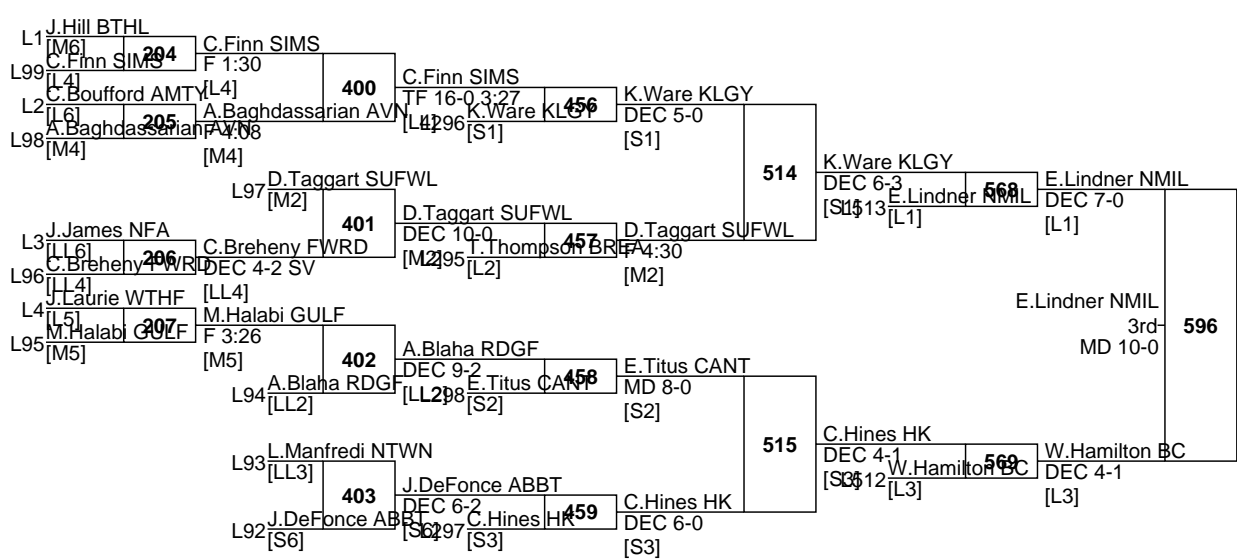 L1 J.Hill BTHL
[M6] 204 C.Finn SIMS
L99 C.Finn SIMS F 1:30
[L4] 400 C.Finn SIMS
[L4] TF 16-0 3:27
L2 C.Boufford AMTY
[L6] 205 A.Baghdassarian AVN
L98 A.Baghdassarian AVN F 4:08
[M4] [M4]
[L4] 456 K.Ware KLGY
L296 K.Ware KLGY DEC 5-0
[S1] [S1]
L97 D.Taggart SUFWL
[M2] 401 D.Taggart SUFWL
DEC 10-0
[M2]
514 K.Ware KLGY
DEC 6-3
[S1]
L3 J.James NFA
[LL6] 206 C.Breheny FWRD
L96 C.Breheny FWRD DEC 4-2 SV
[LL4] [LL4]
457 D.Taggart SUFWL
L295 T.Thompson BREA F 4:30
[L2] [M2]
568 E.Lindner NMIL
L513 E.Lindner NMIL DEC 7-0
[L1] [L1]
L4 J.Laurie WTHF
[L5] 207 M.Halabi GULF
L95 M.Halabi GULF F 3:26
[M5] [M5]
402 A.Blaha RDGF
L94 A.Blaha RDGF DEC 9-2
[LL2] [LL2]
458 E.Titus CANT
L298 E.Titus CANT MD 8-0
[S2] [S2]
E.Lindner NMIL
3rd 596
MD 10-0
L93 L.Manfredi NTWN
[LL3] 403 J.DeFonce ABBT
L92 J.DeFonce ABBT DEC 6-2
[S6] [S6]
459 C.Hines HK
L297 C.Hines HK DEC 6-0
[S3] [S3]
515 C.Hines HK
DEC 4-1
[S3]
569 W.Hamilton BC
L512 W.Hamilton BC DEC 4-1
[L3] [L3]